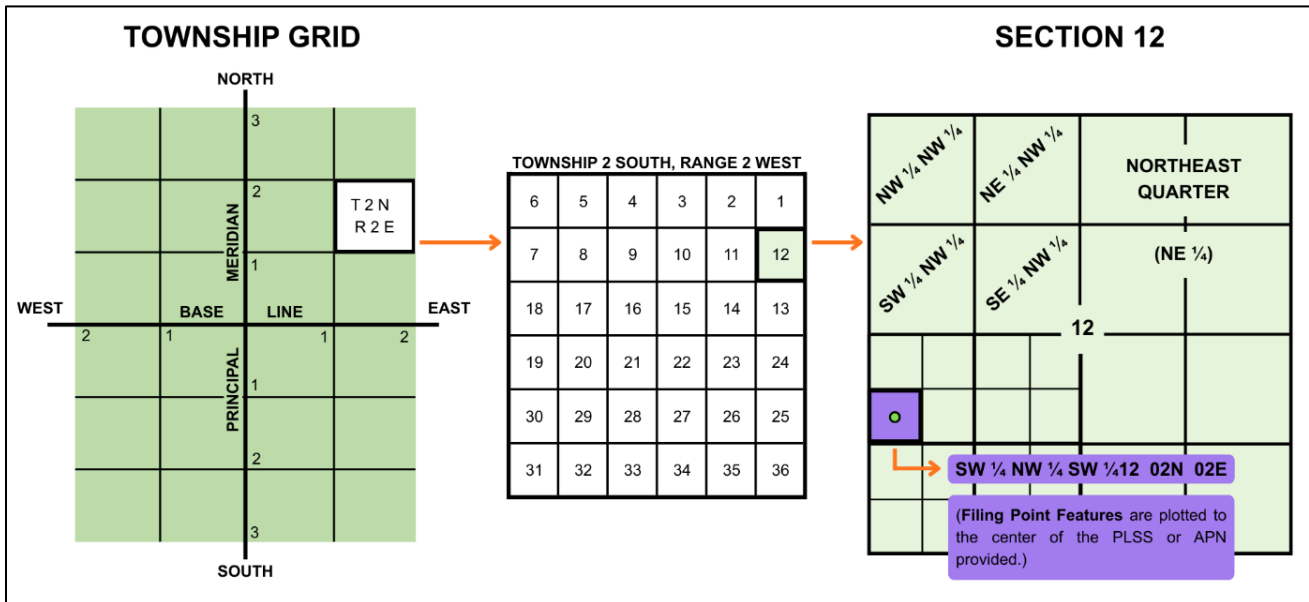 TOWNSHIP GRID
NORTH
3
2
T 2 N
R 2 E
MERIDIAN
1
WEST
BASE
LINE
EAST
2
1
1
2
PRINCIPAL
1
2
3
SOUTH
TOWNSHIP 2 SOUTH, RANGE 2 WEST
6 5 4 3 2 1
7 8 9 10 11 12
18 17 16 15 14 13
19 20 21 22 23 24
30 29 28 27 26 25
31 32 33 34 35 36
SECTION 12
NW ¼ NW ¼
NE ¼ NW ¼
NORTHEAST
QUARTER
(NE ¼)
SW ¼ NW ¼
SE ¼ NW ¼
12
SW ¼ NW ¼ SW ¼12 02N 02E
(Filing Point Features are plotted to
the center of the PLSS or APN
provided.)